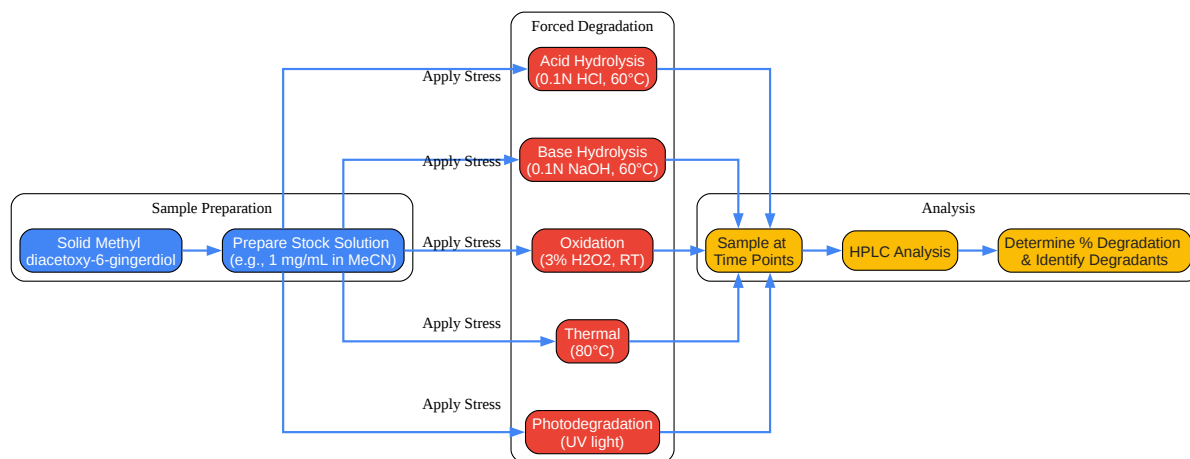 Forced Degradation
Acid Hydrolysis
(0.1N HCl, 60°C)
Apply Stress
Base Hydrolysis
(0.1N NaOH, 60°C)
Apply Stress
Sample Preparation
Solid Methyl
diacetoxy-6-gingerdiol
Prepare Stock Solution
(e.g., 1 mg/mL in MeCN)
Apply Stress
Oxidation
(3% H2O2, RT)
Analysis
Sample at
Time Points
HPLC Analysis
Determine % Degradation
& Identify Degradants
Apply Stress
Thermal
(80°C)
Apply Stress
Photodegradation
(UV light)